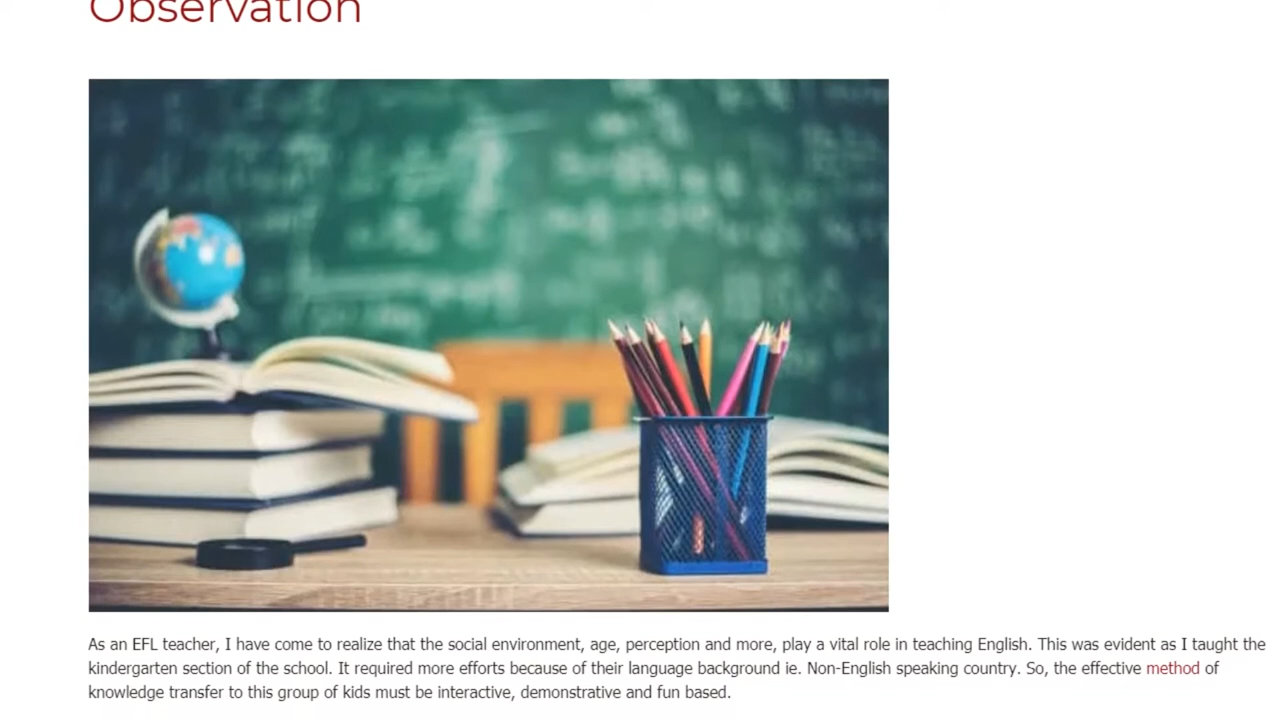 Observation
As an EFL teacher, I have come to realize that the social environment, age, perception and more, play a vital role in teaching English. This was evident as I taught the
kindergarten section of the school. It required more efforts because of their language background ie. Non-English speaking country. So, the effective method of
knowledge transfer to this group of kids must be interactive, demonstrative and fun based.